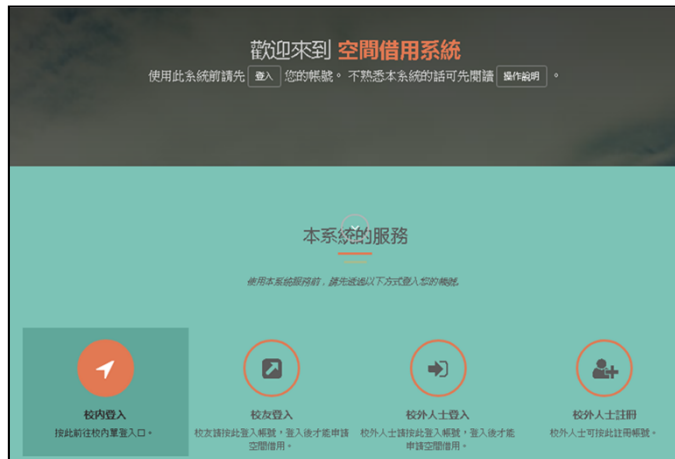 歡迎來到 空間借用系統
使用此系統前請先 登入 您的帳號。不熟悉本系統的話可先閱讀 操作說明 。
本系統的服務
使用本系統服務前，請先透過以下方式登入您的帳號。
校內登入
按此前往校內單登入口。
校友登入
校友請按此登入帳號，登入後才能申請
空間借用。
校外人士登入
校外人士請按此登入帳號，登入後才能
申請空間借用。
校外人士註冊
校外人士可按此註冊帳號。